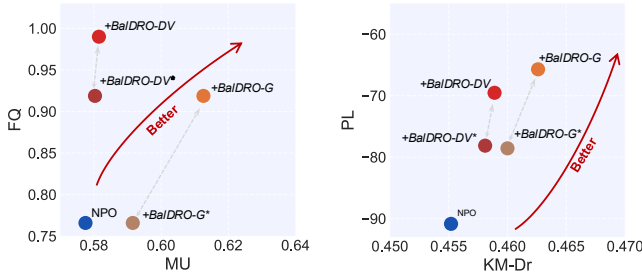 1.00
0.95
0.90
0.85
0.80
0.75
FQ
+BalDRO-DV
+BalDRO-DV*
+BalDRO-G
Better
NPO
+BalDRO-G*
0.58
0.60
0.62
0.64
MU
−60
−70
−80
−90
PL
+BalDRO-G
+BalDRO-DV
+BalDRO-DV*
+BalDRO-G*
Better
NPO
0.450
0.455
0.460
0.465
0.470
KM-Dr